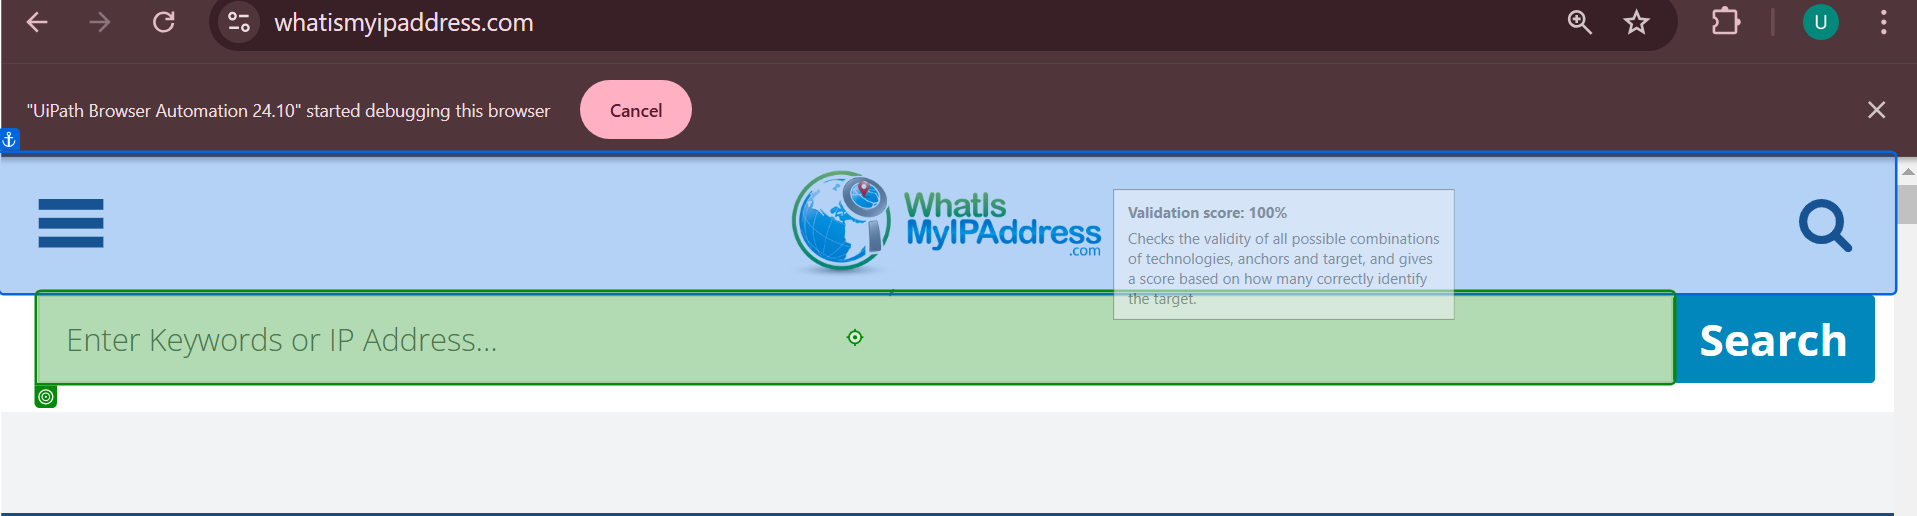 whatismyipaddress.com
U
"UiPath Browser Automation 24.10" started debugging this browser
Cancel
WhatIs
MyIPAddress
.com
Validation score: 100%
Checks the validity of all possible combinations
of technologies, anchors and target, and gives
a score based on how many correctly identify
the target.
Enter Keywords or IP Address...
Search